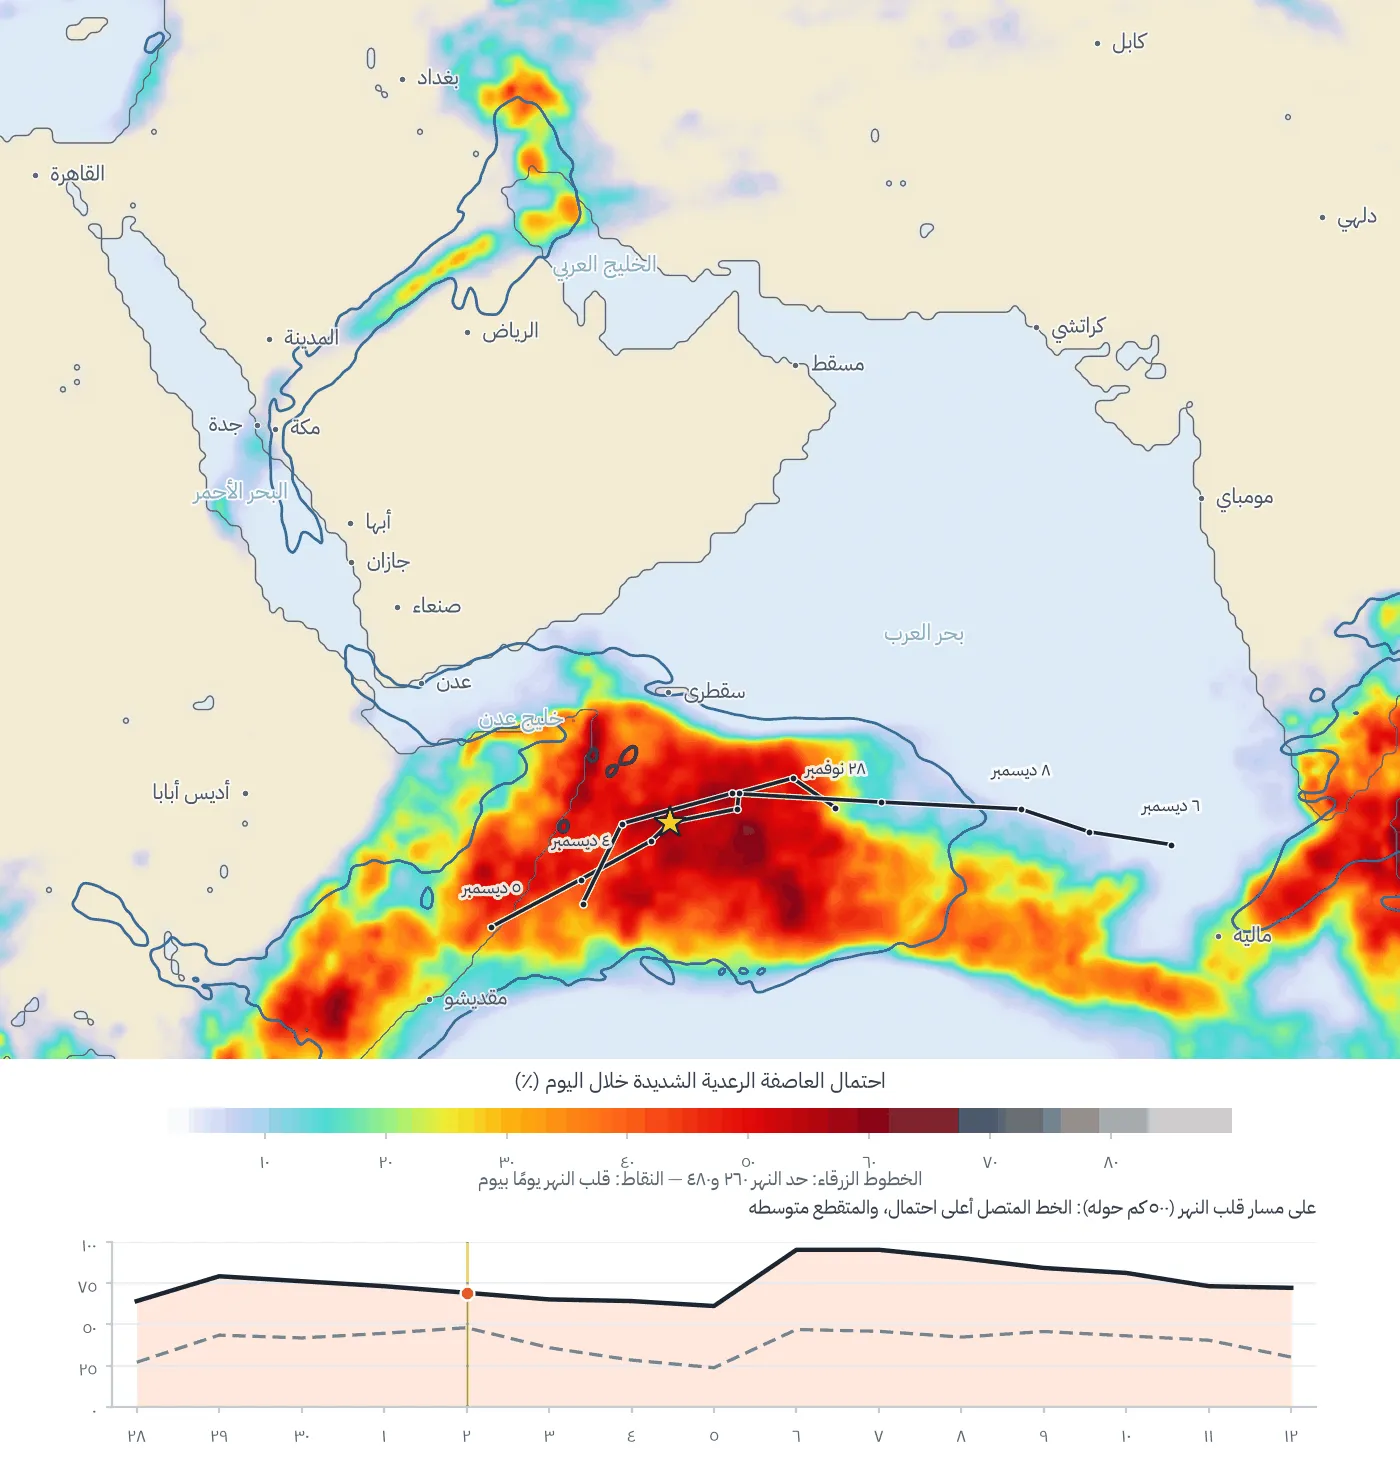 كابل
بغداد
القاهرة
دلهي
الخليج العربي
كراتشي
الرياض
المدينة
مسقط
جدة
مكة
البحر الأحمر
مومباي
أبها
جازان
صنعاء
بحر العرب
عدن
سقطرى
خليج عدن
٢٨ نوفمبر
٨ ديسمبر
أديس أبابا
٦ ديسمبر
٤ ديسمبر
٥ ديسمبر
ماليه
مقديشو
احتمال العاصفة الرعدية الشديدة خلال اليوم (٪)
١٠ ٢٠ ٣٠ ٤٠ ٥٠ ٦٠ ٧٠ ٨٠
الخطوط الزرقاء: حد النهر ٢٦٠ و٤٨٠ — النقاط: قلب النهر يومًا بيوم
على مسار قلب النهر (٥٠٠ كم حوله): الخط المتصل أعلى احتمال، والمتقطع متوسطه
١٠٠
٧٥
٥٠
٢٥
٠
٢٨ ٢٩ ٣٠ ١ ٢ ٣ ٤ ٥ ٦ ٧ ٨ ٩ ١٠ ١١ ١٢